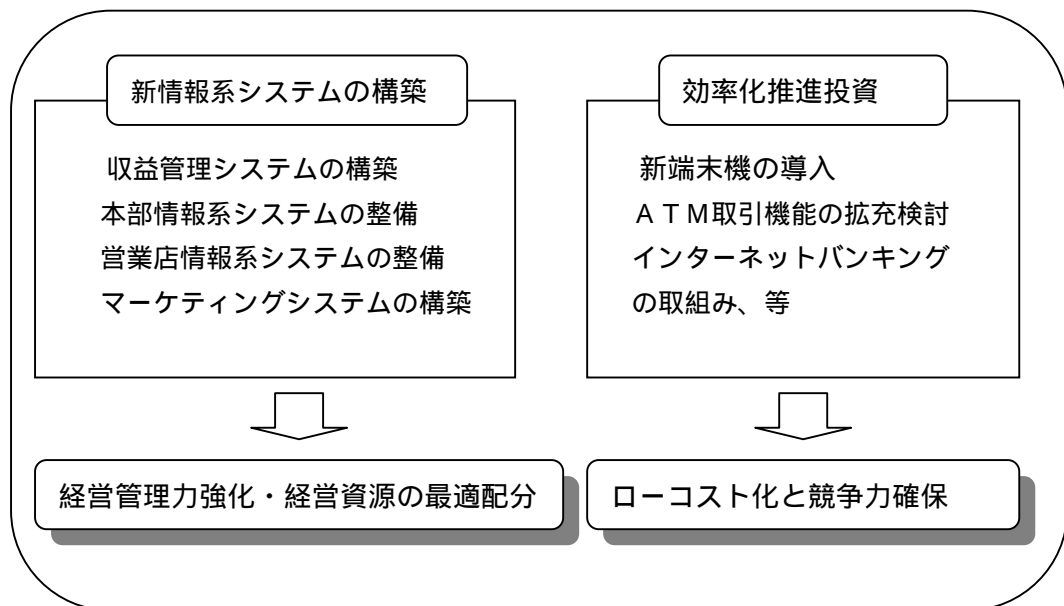 新情報系システムの構築
収益管理システムの構築
本部情報系システムの整備
営業店情報系システムの整備
マーケティングシステムの構築
経営管理力強化・経営資源の最適配分
効率化推進投資
新端末機の導入
ＡＴＭ取引機能の拡充検討
インターネットバンキング
の取組み、等
ローコスト化と競争力確保